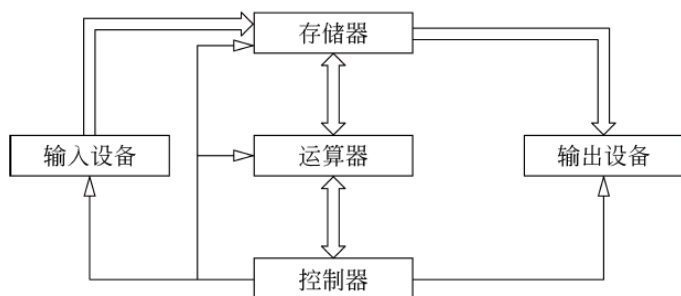 存储器
输入设备
运算器
输出设备
控制器